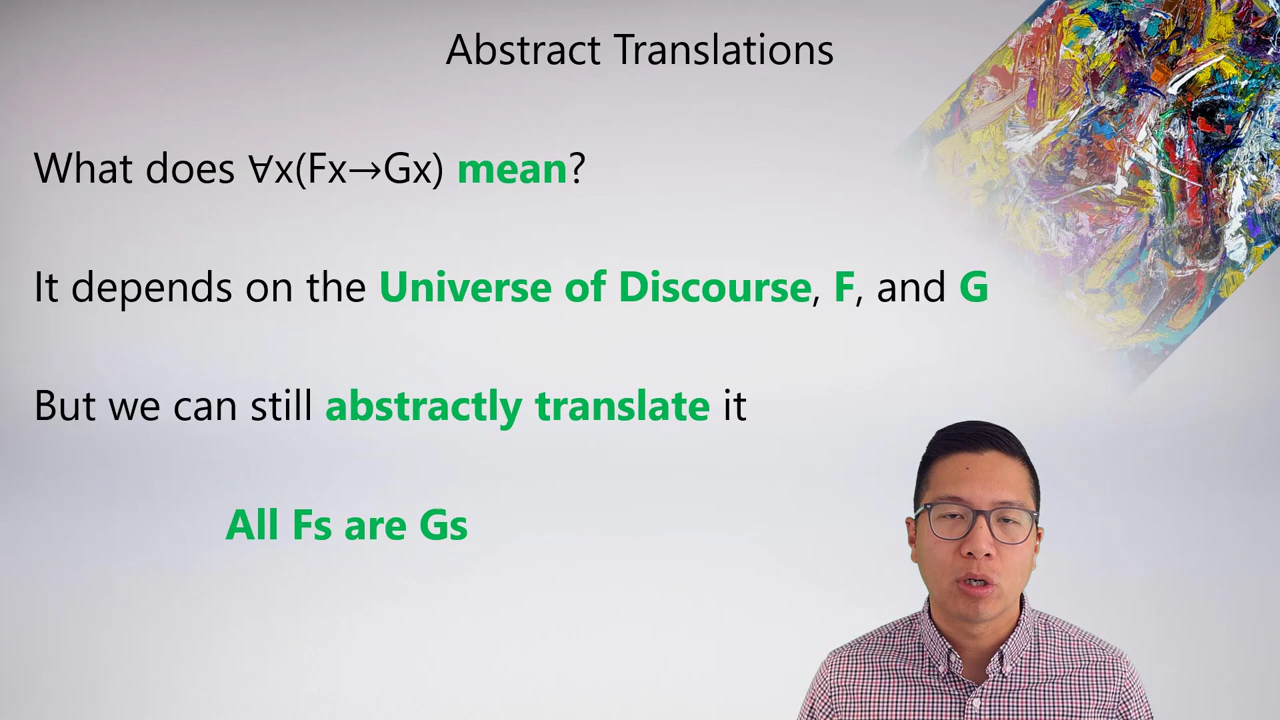 Abstract Translations
What does ∀x(Fx→Gx) mean?
It depends on the Universe of Discourse, F, and G
But we can still abstractly translate it
All Fs are Gs